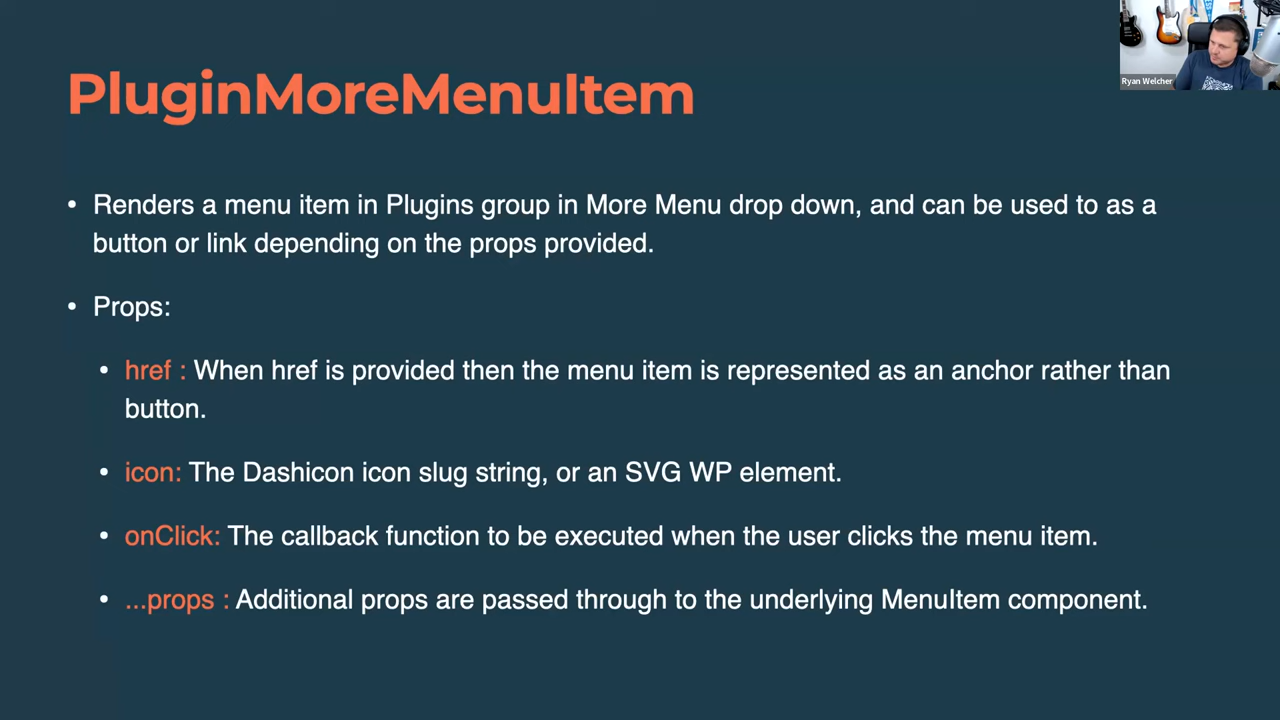 PluginMoreMenuItem
Ryan Welcher
• Renders a menu item in Plugins group in More Menu drop down, and can be used to as a
button or link depending on the props provided.
• Props:
• href : When href is provided then the menu item is represented as an anchor rather than
button.
• icon: The Dashicon icon slug string, or an SVG WP element.
• onClick: The callback function to be executed when the user clicks the menu item.
• ...props : Additional props are passed through to the underlying MenuItem component.